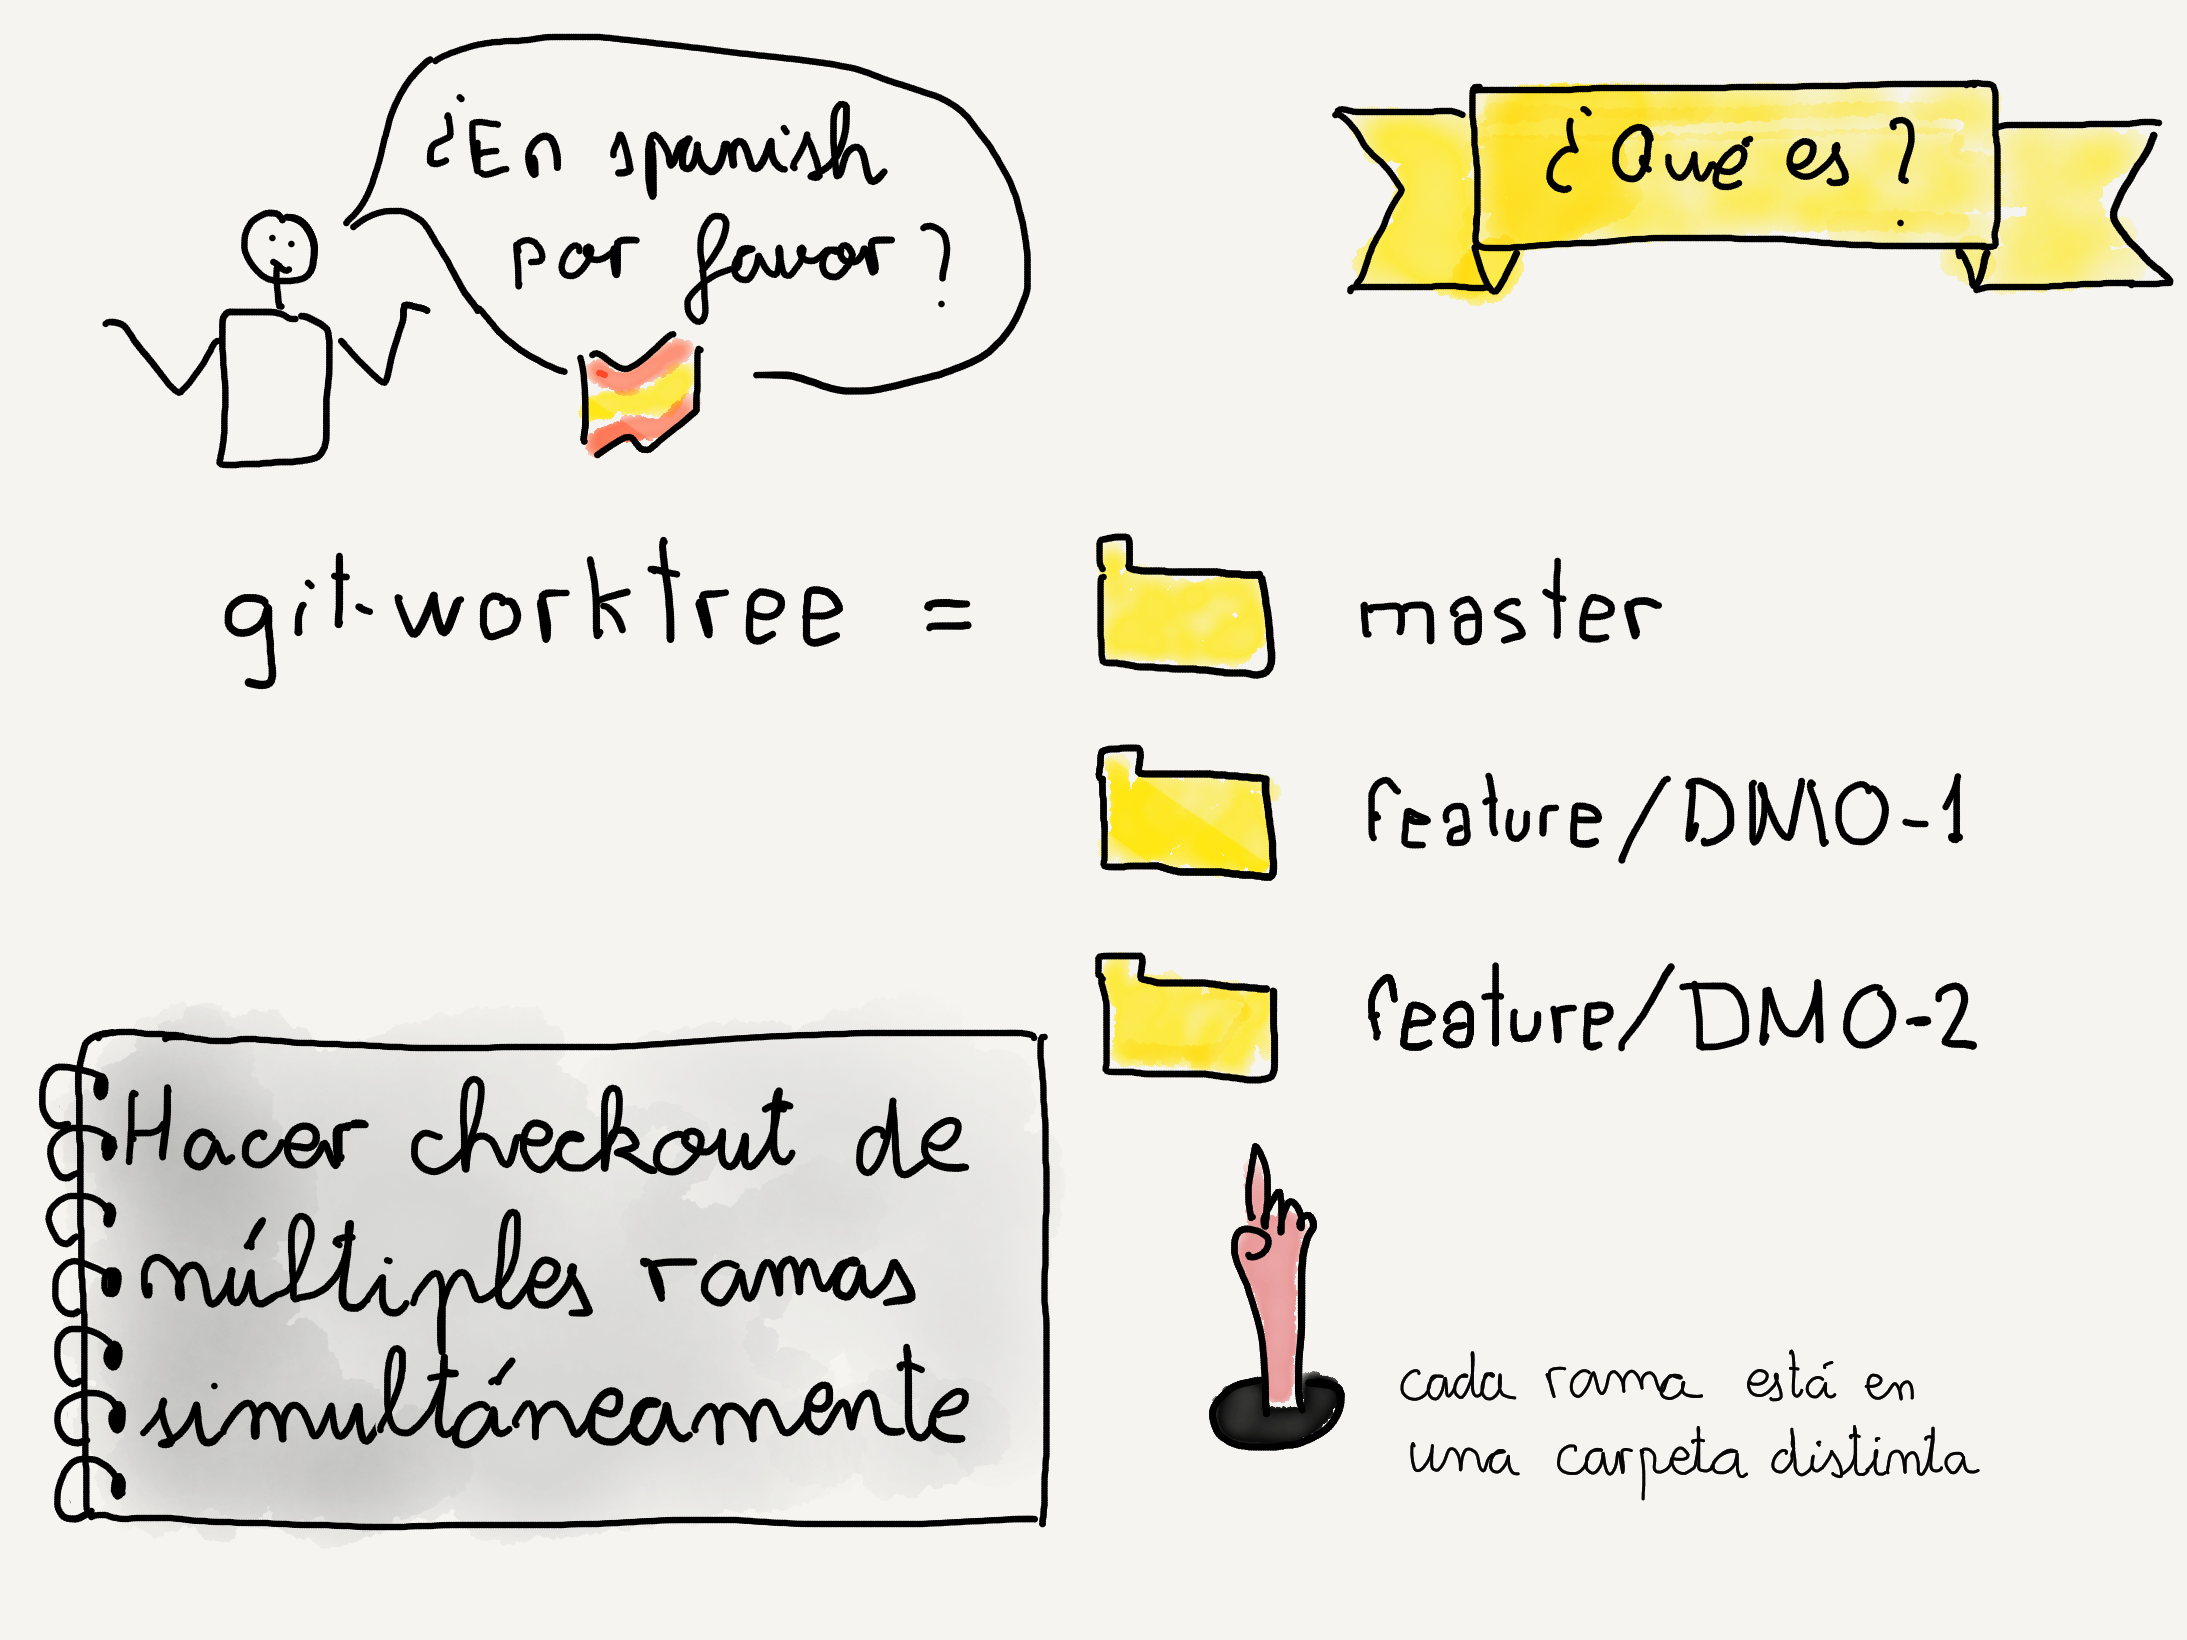 ¿En spanish
por favor?
¿Qué es?
git-worktree =
master
feature/DMO-1
feature/DMO-2
Hacer checkout de
múltiples ramas
simultáneamente
cada rama está en
una carpeta distinta